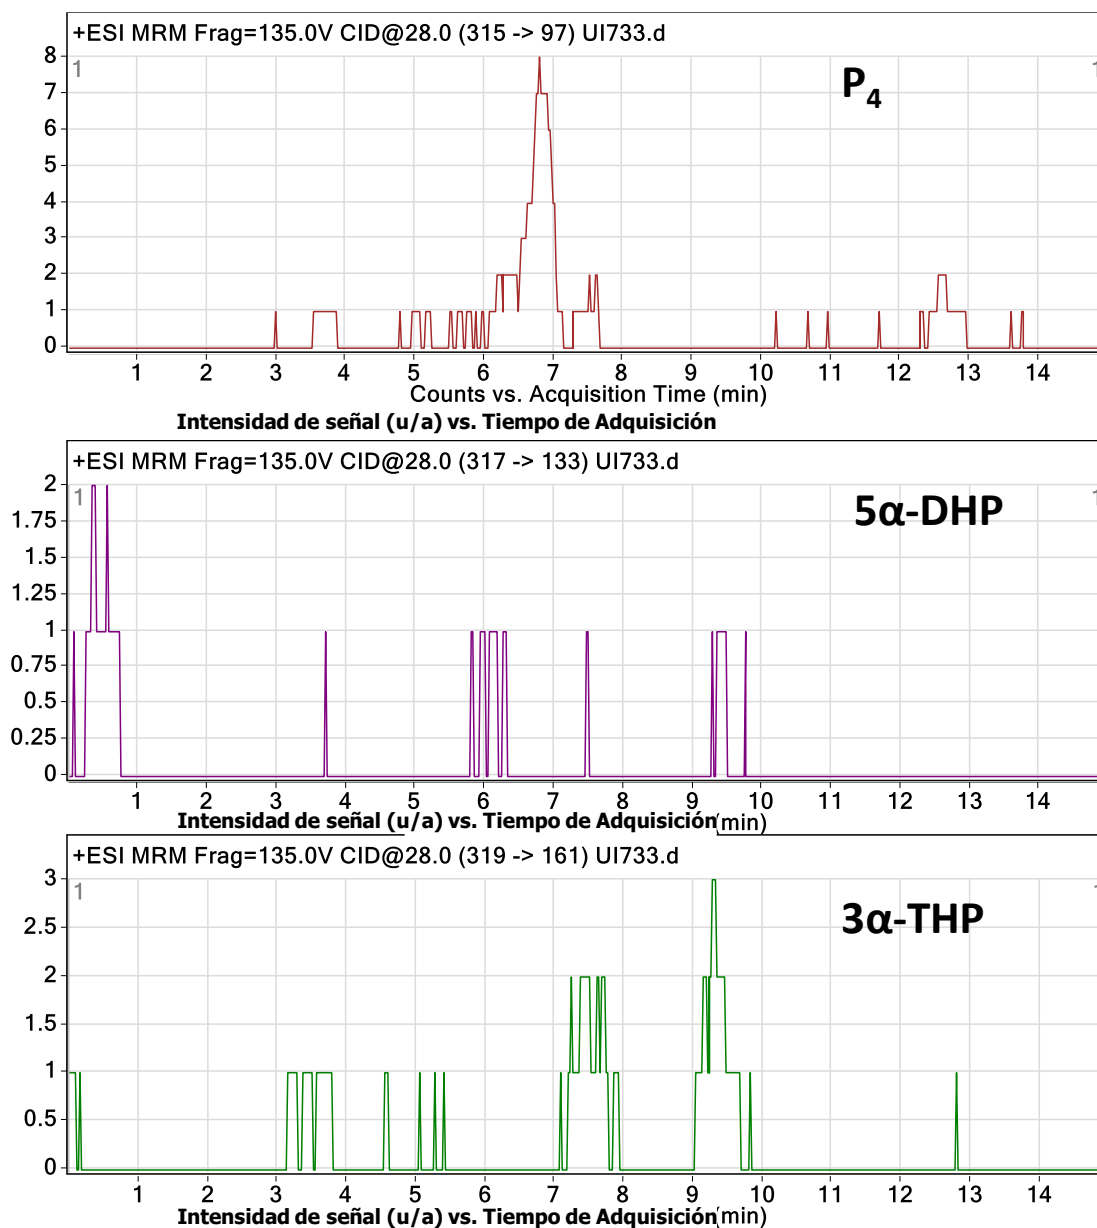 +ESI MRM Frag=135.0V CID@28.0 (315 -> 97) UI733.d
8
1
1
P4
7
6
5
4
3
2
1
0
1 2 3 4 5 6 7 8 9 10 11 12 13 14
Counts vs. Acquisition Time (min)
Intensidad de señal (u/a) vs. Tiempo de Adquisición
+ESI MRM Frag=135.0V CID@28.0 (317 -> 133) UI733.d
2
1
1
5α-DHP
1.75
1.5
1.25
1
0.75
0.5
0.25
0
1 2 3 4 5 6 7 8 9 10 11 12 13 14
Intensidad de señal (u/a) vs. Tiempo de Adquisición (min)
+ESI MRM Frag=135.0V CID@28.0 (319 -> 161) UI733.d
3
1
1
3α-THP
2.5
2
1.5
1
0.5
0
1 2 3 4 5 6 7 8 9 10 11 12 13 14
Intensidad de señal (u/a) vs. Tiempo de Adquisición (min)